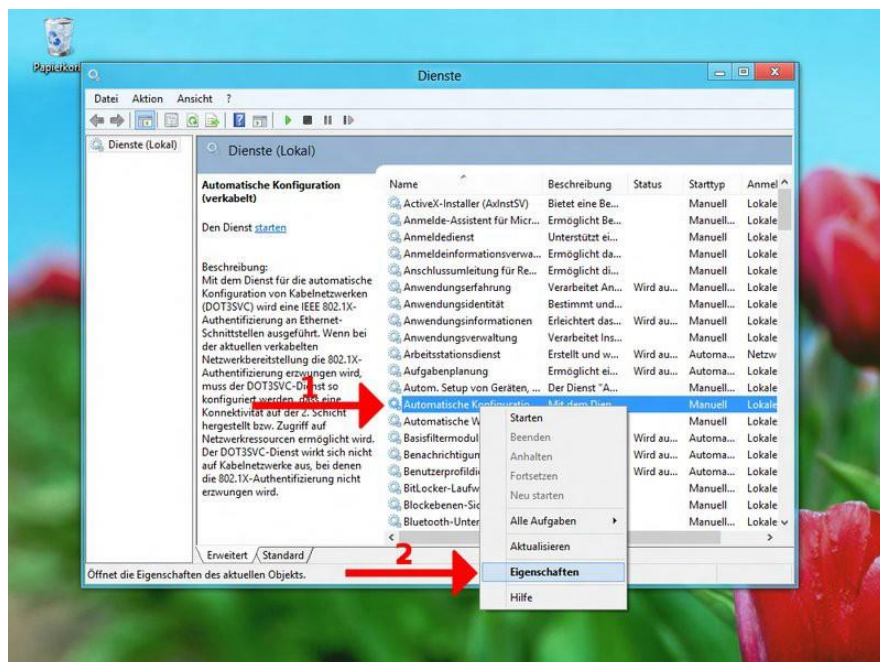 Dienste
Datei Aktion Ansicht ?
Dienste (Lokal)
Dienste (Lokal)
Automatische Konfiguration
(verkabelt)
Den Dienst starten
Beschreibung:
Mit dem Dienst für die automatische
Konfiguration von Kabelnetzwerken
(DOT3SVC) wird eine IEEE 802.1X-
Authentifizierung an Ethernet-
Schnittstellen ausgeführt. Wenn bei
der aktuellen verkabelten
Netzwerkbereitstellung die 802.1X-
Authentifizierung erzwungen wird,
muss der DOT3SVC-Dienst so
konfiguriert werden, dass eine
Konnektivität auf der 2. Schicht
hergestellt bzw. Zugriff auf
Netzwerkressourcen ermöglicht wird.
Der DOT3SVC-Dienst wirkt sich nicht
auf Kabelnetzwerke aus, bei denen
die 802.1X-Authentifizierung nicht
erzwungen wird.
Name Beschreibung Status Starttyp Anmel
ActiveX-Installer (AxInstSV) Bietet eine Be... Manuell Lokale
Anmelde-Assistent für Micr... Ermöglicht Be... Manuell Lokale
Anmeldedienst Unterstützt ei... Manuell Lokale
Anmeldeinformationsverwa... Ermöglicht da... Manuell Lokale
Anschlussumleitung für Re... Ermöglicht di... Manuell Lokale
Anwendungserfahrung Verarbeitet An... Wird au... Manuell Lokale
Anwendungsidentität Bestimmt und... Manuell Lokale
Anwendungsinformationen Erleichtert das... Wird au... Manuell Lokale
Anwendungsverwaltung Verarbeitet Ins... Manuell Lokale
Arbeitsstationsdienst Erstellt und w... Wird au... Automa... Netzw
Aufgabenplanung Ermöglicht ei... Wird au... Automa... Lokale
Autom. Setup von Geräten, ... Der Dienst "A... Manuell... Lokale
1
Automatische Konfiguratio Mit dem Dien Manuell Lokale
Automatische W Manuell Lokale
Basisfiltermodul Wird au... Automa... Lokale
Benachrichtigun Wird au... Automa... Lokale
Benutzerprofildie Wird au... Automa... Lokale
BitLocker-Laufw Manuell... Lokale
Blockebenen-Sic Manuell Lokale
Bluetooth-Unter Manuell... Lokale
Starten
Beenden
Anhalten
Fortsetzen
Neu starten
Alle Aufgaben
Aktualisieren
2
Eigenschaften
Hilfe
Erweitert Standard
Öffnet die Eigenschaften des aktuellen Objekts.